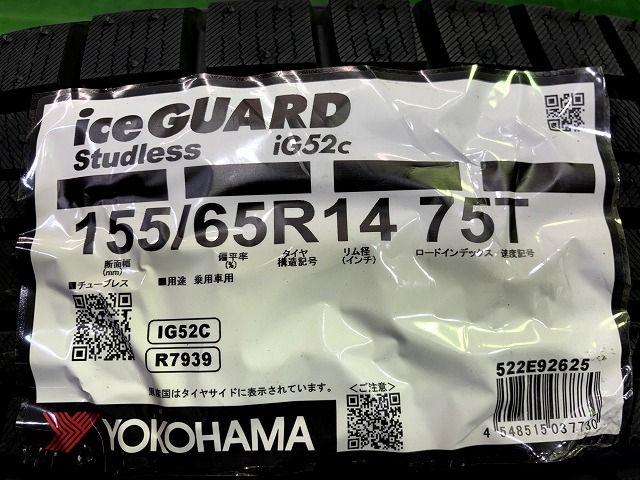 iceGUARD
Studless iG52c
155/65R14 75T
断面幅(mm) 偏平率(%) タイヤ構造記号 リム径(インチ) ロードインデックス 速度記号
■チューブレス ■用途 乗用車用
IG52C
R7939
原産国はタイヤサイドに表示されています。
<ご注意>
522E92625
4 548515 037730
YOKOHAMA